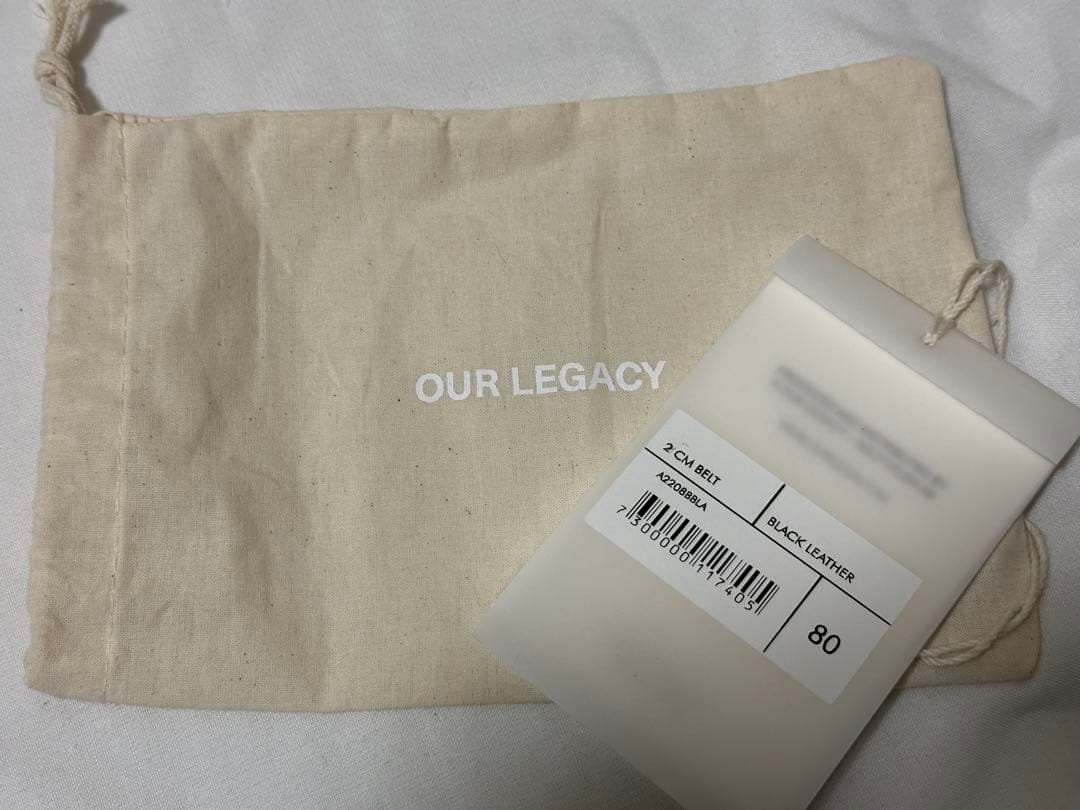 OUR LEGACY
2 CM BELT
BLACK LEATHER
A2208BBLA
7300000117405
80